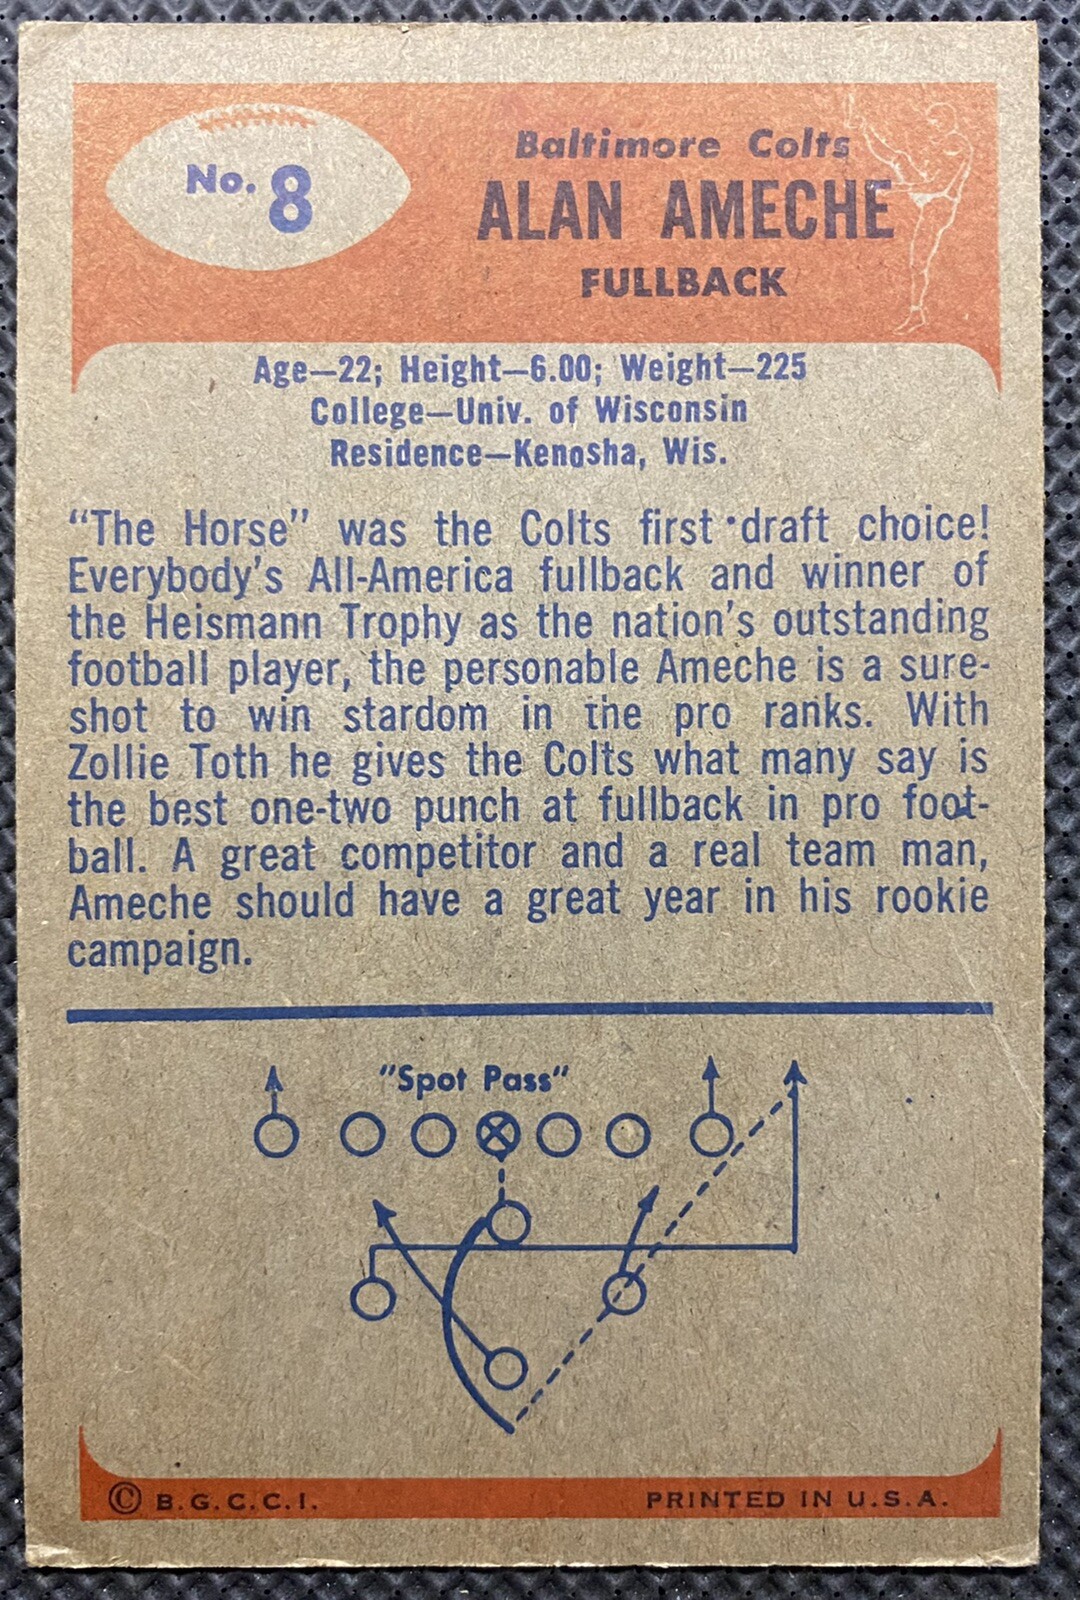 No. 8
Baltimore Colts
ALAN AMECHE
FULLBACK
Age—22; Height—6.00; Weight—225
College—Univ. of Wisconsin
Residence—Kenosha, Wis.
“The Horse” was the Colts first draft choice!
Everybody’s All-America fullback and winner of
the Heismann Trophy as the nation’s outstanding
football player, the personable Ameche is a sure-
shot to win stardom in the pro ranks. With
Zollie Toth he gives the Colts what many say is
the best one-two punch at fullback in pro foot-
ball. A great competitor and a real team man,
Ameche should have a great year in his rookie
campaign.
"Spot Pass"
© B.G.C.C.I.
PRINTED IN U.S.A.